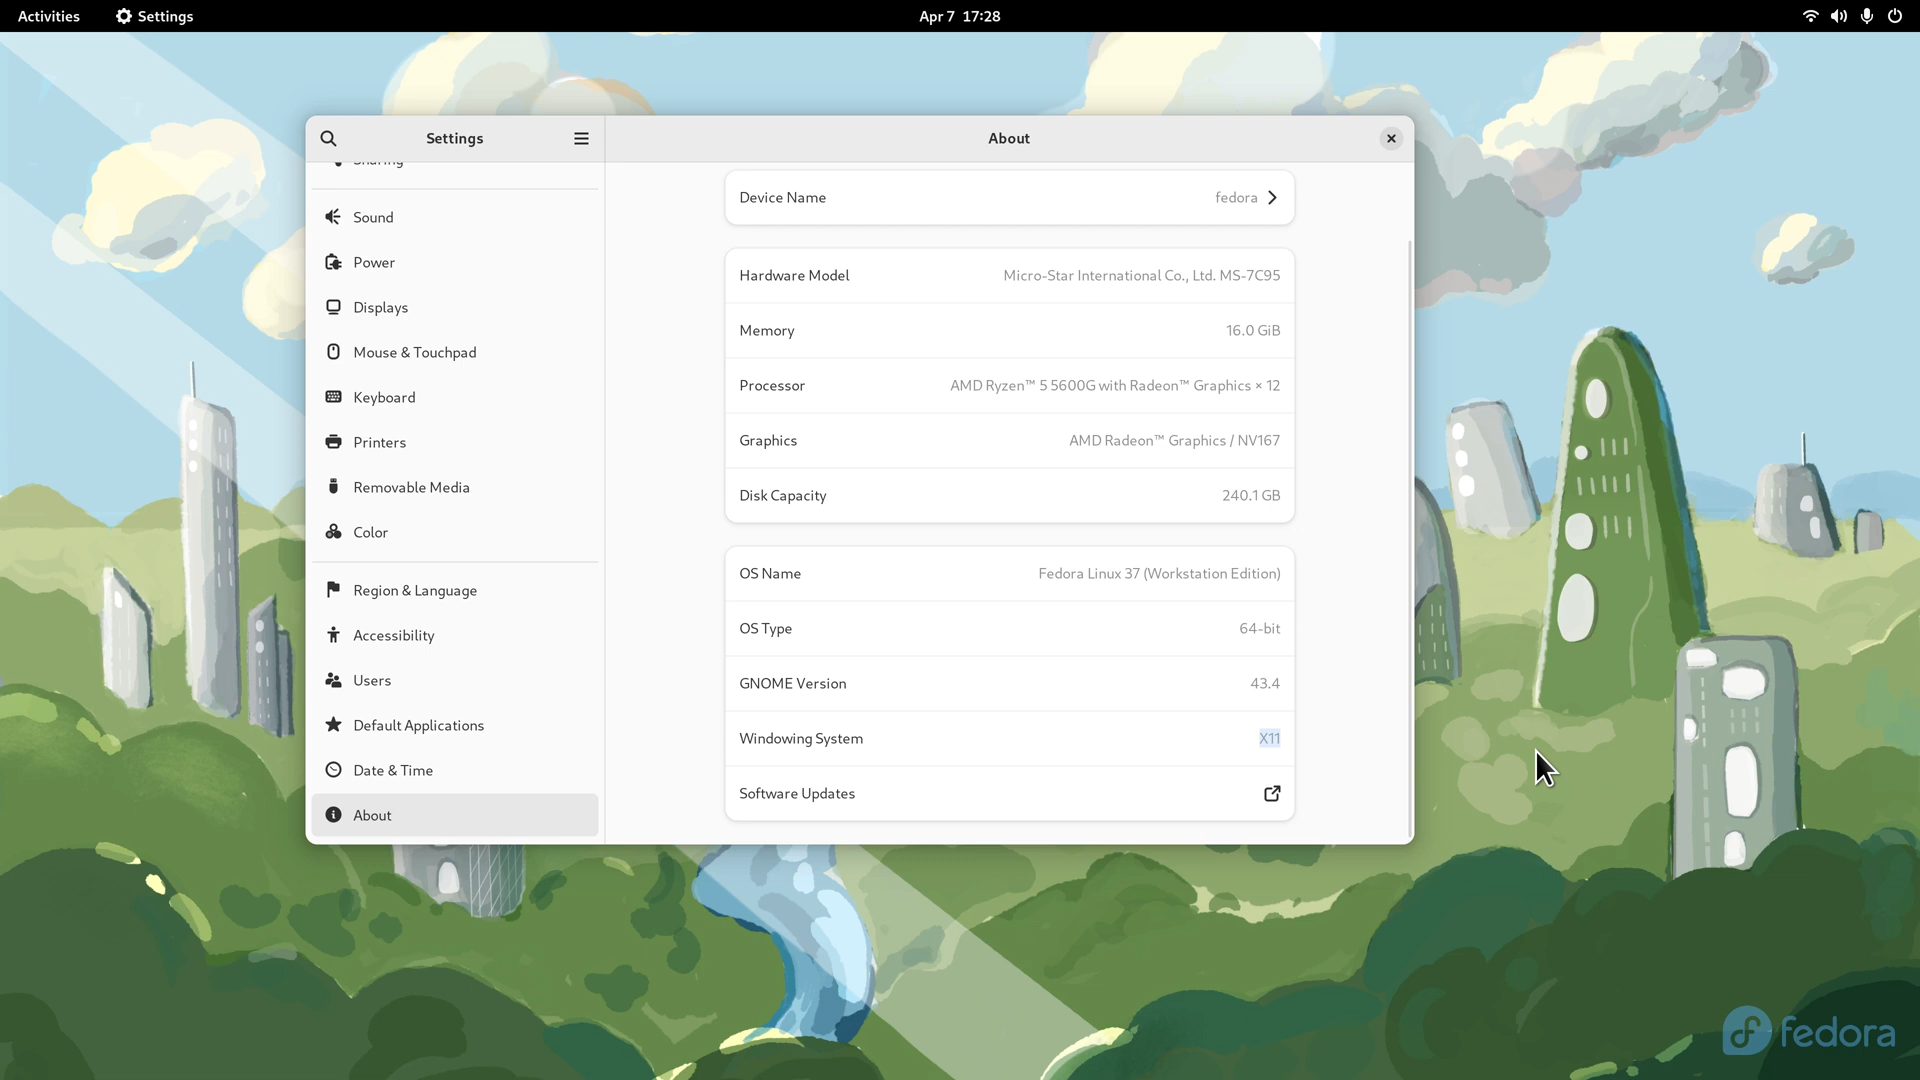 Activities Settings Apr 7 17:28
Settings About
Sharing
Sound
Power
Displays
Mouse & Touchpad
Keyboard
Printers
Removable Media
Color
Region & Language
Accessibility
Users
Default Applications
Date & Time
About
Device Name fedora
Hardware Model Micro-Star International Co., Ltd. MS-7C95
Memory 16.0 GiB
Processor AMD Ryzen™ 5 5600G with Radeon™ Graphics × 12
Graphics AMD Radeon™ Graphics / NV167
Disk Capacity 240.1 GB
OS Name Fedora Linux 37 (Workstation Edition)
OS Type 64-bit
GNOME Version 43.4
Windowing System X11
Software Updates
fedora